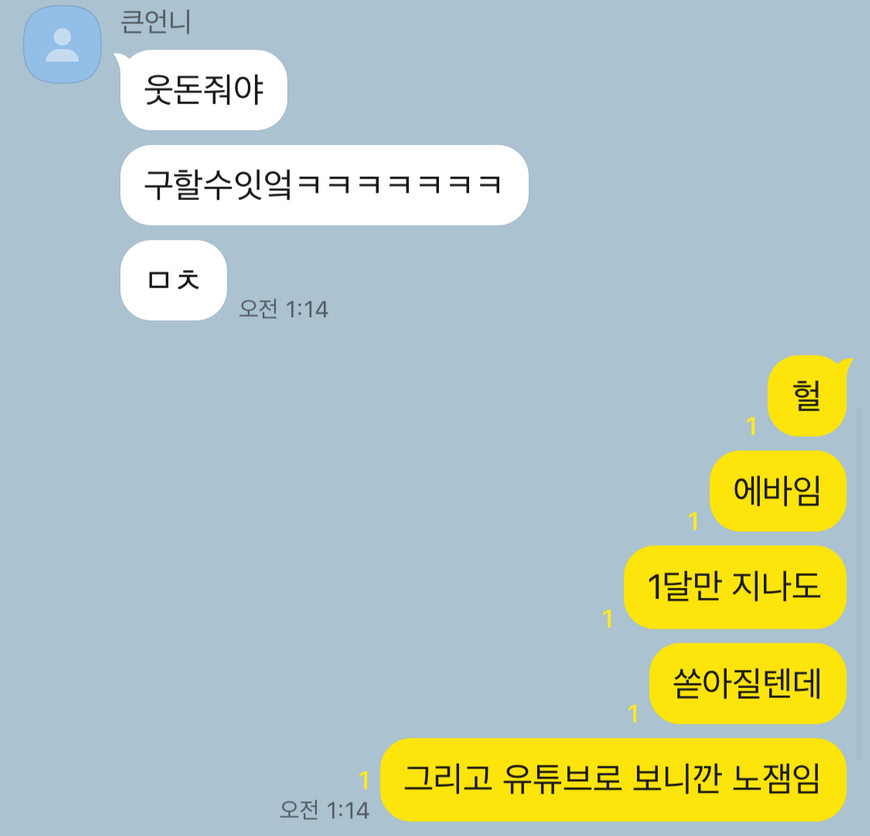 큰언니
웃돈줘야
구할수잇엌ㅋㅋㅋㅋㅋㅋㅋ
ㅁㅊ
오전 1:14
헐
1
에바임
1
1달만 지나도
1
쏟아질텐데
1
그리고 유튜브로 보니깐 노잼임
1
오전 1:14